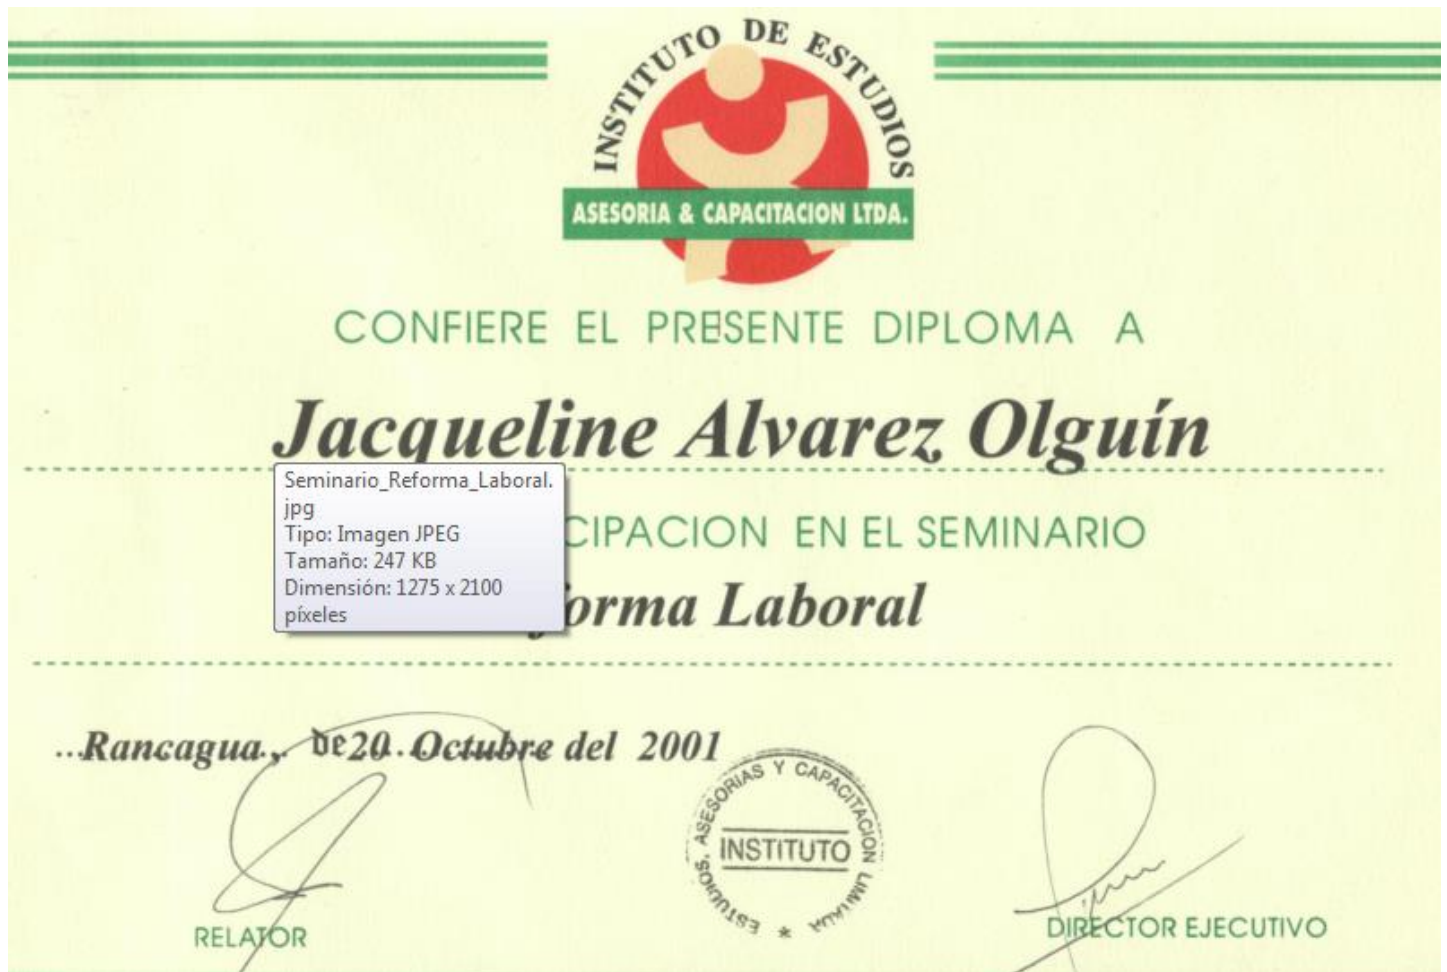 INSTITUTO DE ESTUDIOS
ASESORIA & CAPACITACION LTDA.
CONFIERE EL PRESENTE DIPLOMA A
Jacqueline Alvarez Olguín
Seminario_Reforma_Laboral.
jpg
Tipo: Imagen JPEG
Tamaño: 247 KB
Dimensión: 1275 x 2100
píxeles
CIPACION EN EL SEMINARIO
forma Laboral
...Rancagua., de 20 Octubre del 2001
ESTUDIOS, ASESORIAS Y CAPACITACION LIMITADA
INSTITUTO
*
RELATOR
DIRECTOR EJECUTIVO